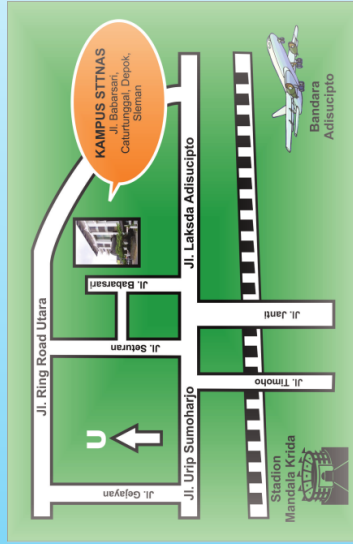 Jl. Ring Road Utara
KAMPUS STTNAS
Jl. Babarsari,
Caturtunggal, Depok,
Sleman
Jl. Gejayan
U
Jl. Seturan
Jl. Babarsari
Jl. Urip Sumoharjo
Jl. Laksda Adisucipto
Jl. Timoho
Jl. Janti
Stadion
Mandala Krida
Bandara
Adisucipto